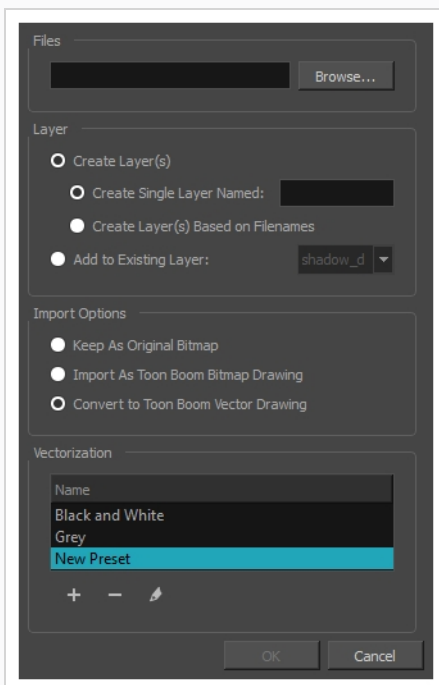 Files
Browse...
Layer
Create Layer(s)
Create Single Layer Named:
Create Layer(s) Based on Filenames
Add to Existing Layer: shadow_d
Import Options
Keep As Original Bitmap
Import As Toon Boom Bitmap Drawing
Convert to Toon Boom Vector Drawing
Vectorization
Name
Black and White
Grey
New Preset
OK Cancel